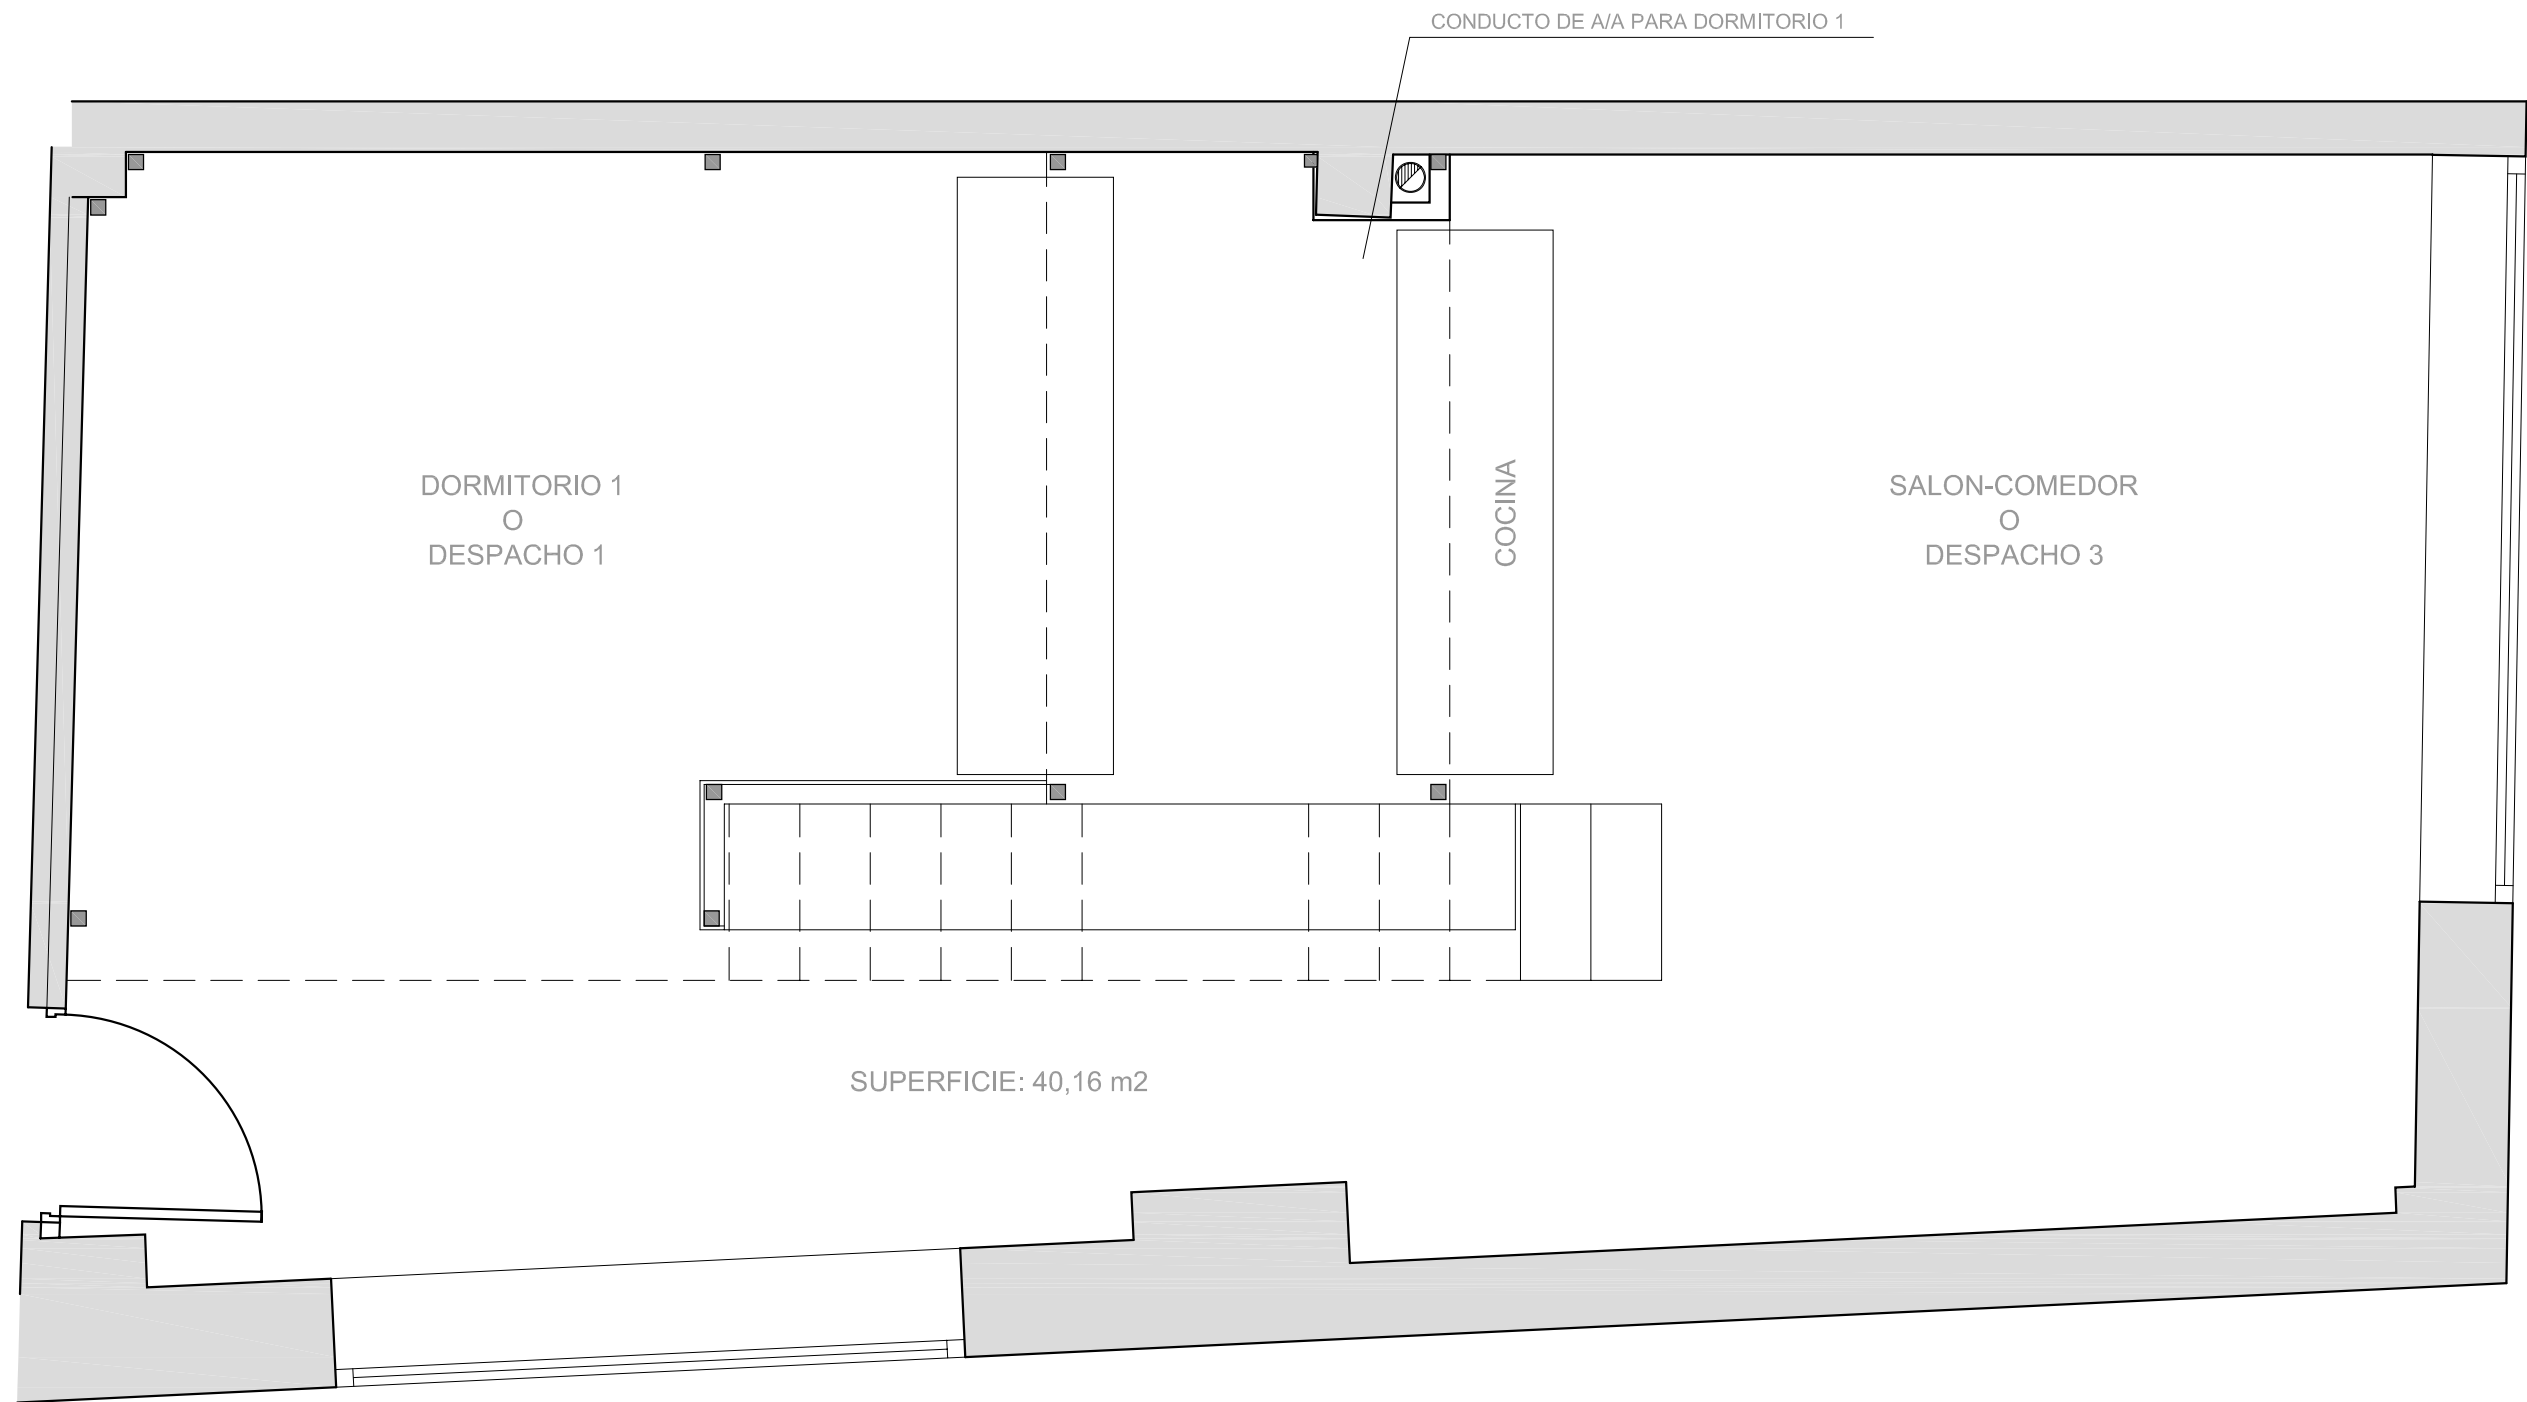 CONDUCTO DE A/A PARA DORMITORIO 1
DORMITORIO 1
O
DESPACHO 1
COCINA
SALON-COMEDOR
O
DESPACHO 3
SUPERFICIE: 40,16 m2